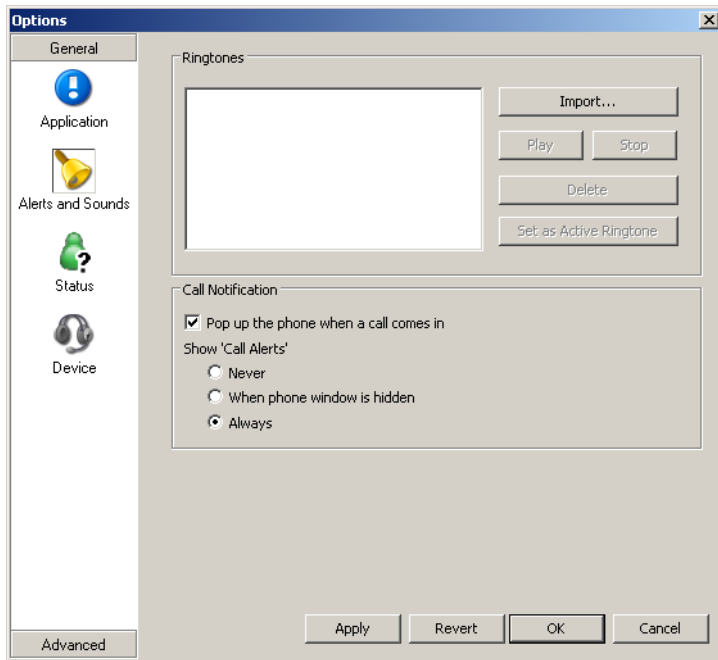 Options
General
Application
Alerts and Sounds
Status
Device
Advanced
Ringtones
Import...
Play Stop
Delete
Set as Active Ringtone
Call Notification
Pop up the phone when a call comes in
Show 'Call Alerts'
Never
When phone window is hidden
Always
Apply Revert OK Cancel